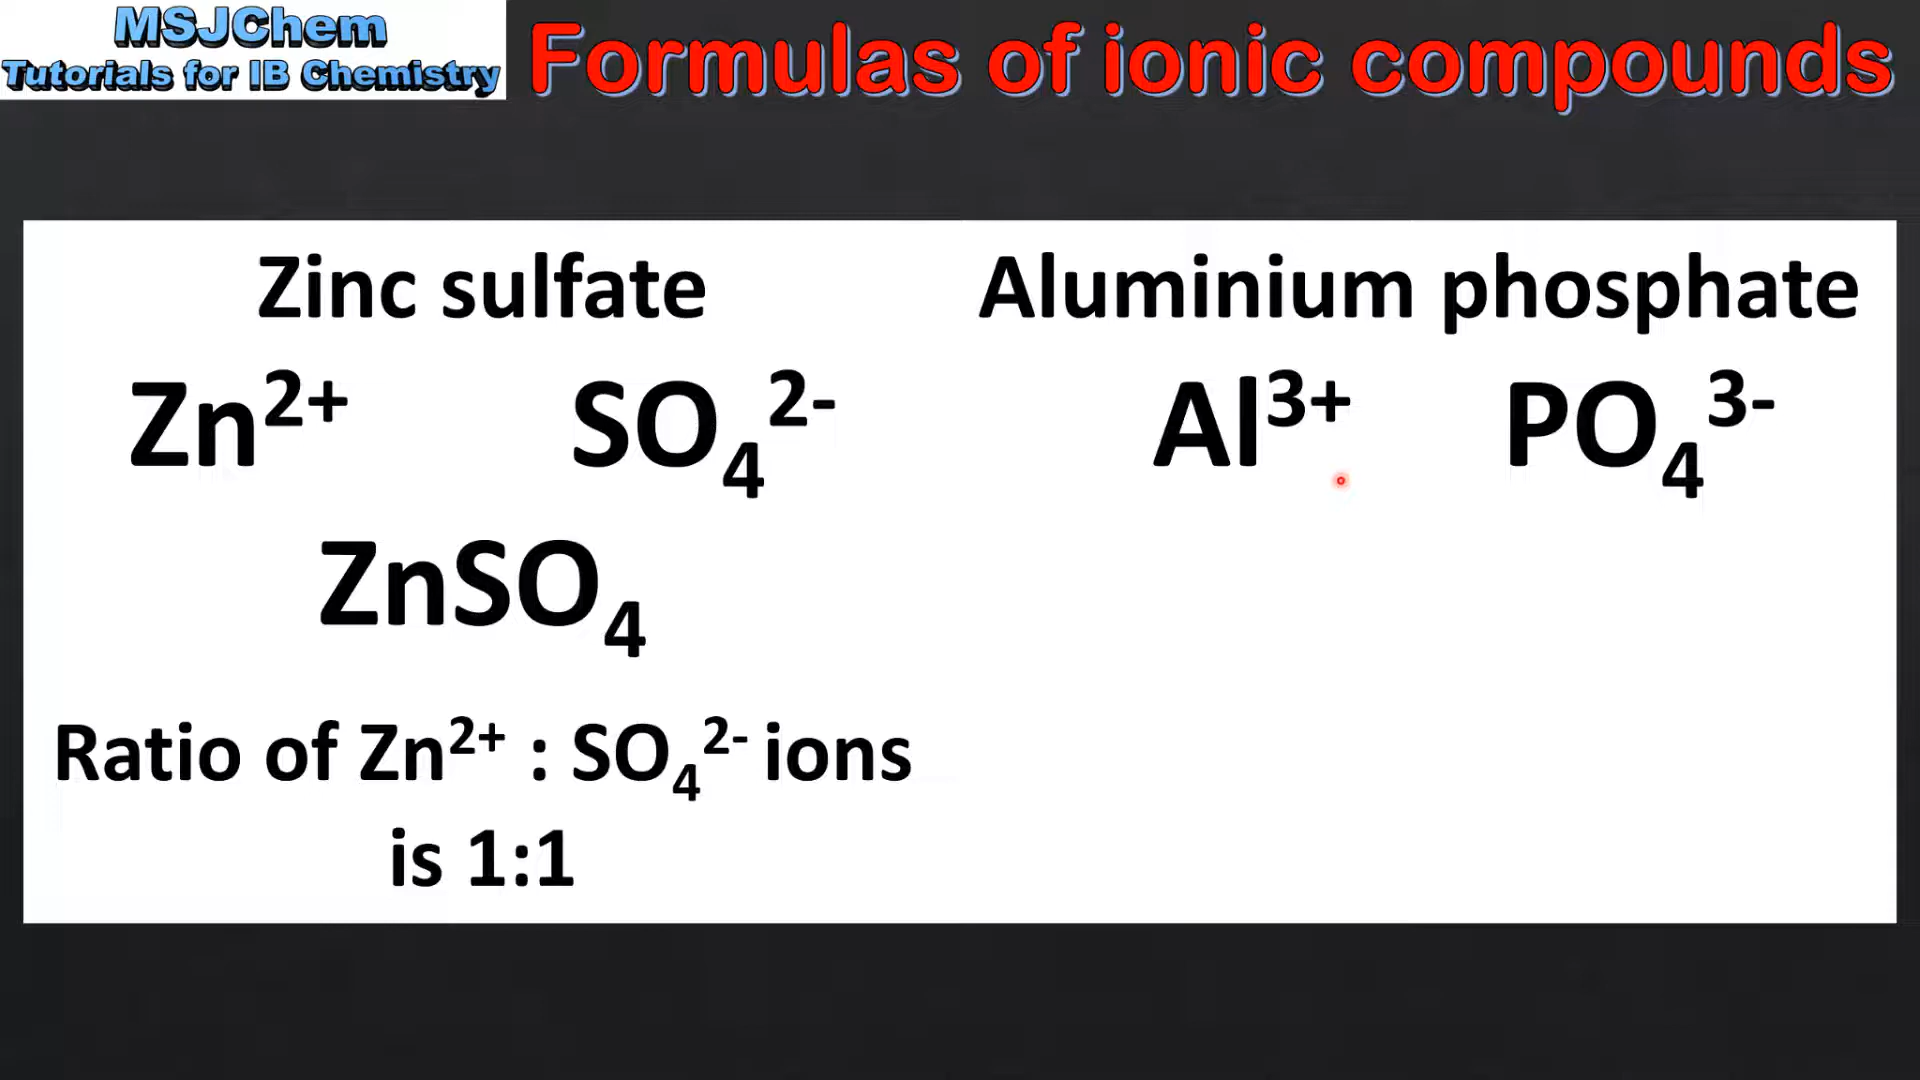 MSJChem
Tutorials for IB Chemistry
Formulas of ionic compounds
Zinc sulfate
Zn²⁺ SO₄²⁻
ZnSO₄
Ratio of Zn²⁺ : SO₄²⁻ ions
is 1:1
Aluminium phosphate
Al³⁺ PO₄³⁻